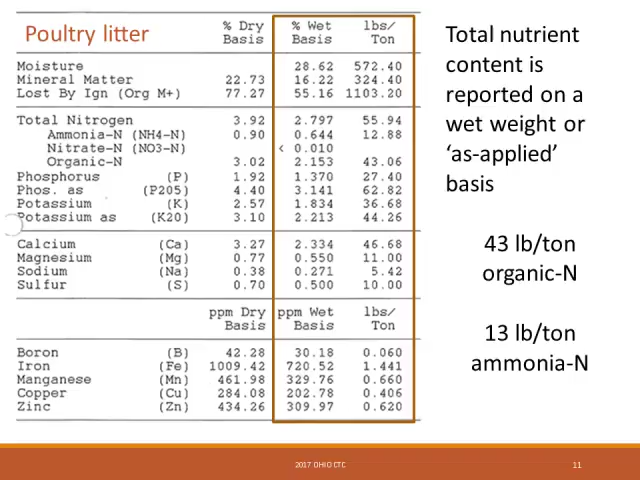 Poultry litter
% Dry Basis % Wet Basis lbs/ Ton
Moisture 28.62 572.40
Mineral Matter 22.73 16.22 324.40
Lost By Ign (Org M+) 77.27 55.16 1103.20
Total Nitrogen 3.92 2.797 55.94
Ammonia-N (NH4-N) 0.90 0.644 12.88
Nitrate-N (NO3-N) < 0.010
Organic-N 3.02 2.153 43.06
Phosphorus (P) 1.92 1.370 27.40
Phos. as (P205) 4.40 3.141 62.82
Potassium (K) 2.57 1.834 36.68
Potassium as (K20) 3.10 2.213 44.26
Calcium (Ca) 3.27 2.334 46.68
Magnesium (Mg) 0.77 0.550 11.00
Sodium (Na) 0.38 0.271 5.42
Sulfur (S) 0.70 0.500 10.00
ppm Dry Basis ppm Wet Basis lbs/ Ton
Boron (B) 42.28 30.18 0.060
Iron (Fe) 1009.42 720.52 1.441
Manganese (Mn) 461.98 329.76 0.660
Copper (Cu) 284.08 202.78 0.406
Zinc (Zn) 434.26 309.97 0.620
Total nutrient
content is
reported on a
wet weight or
‘as-applied’
basis
43 lb/ton
organic-N
13 lb/ton
ammonia-N
2017 OHIO CTC
11